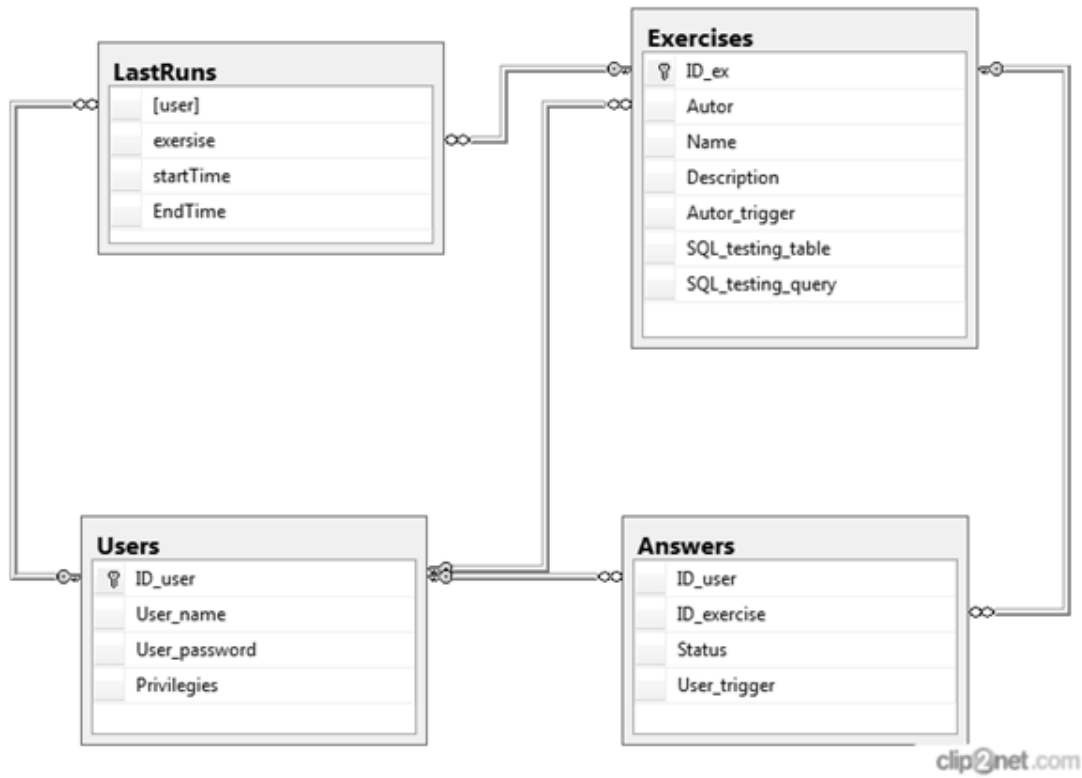 LastRuns
[user]
exersise
startTime
EndTime
Exercises
ID_ex
Autor
Name
Description
Autor_trigger
SQL_testing_table
SQL_testing_query
Users
ID_user
User_name
User_password
Privilegies
Answers
ID_user
ID_exercise
Status
User_trigger
clip2net.com